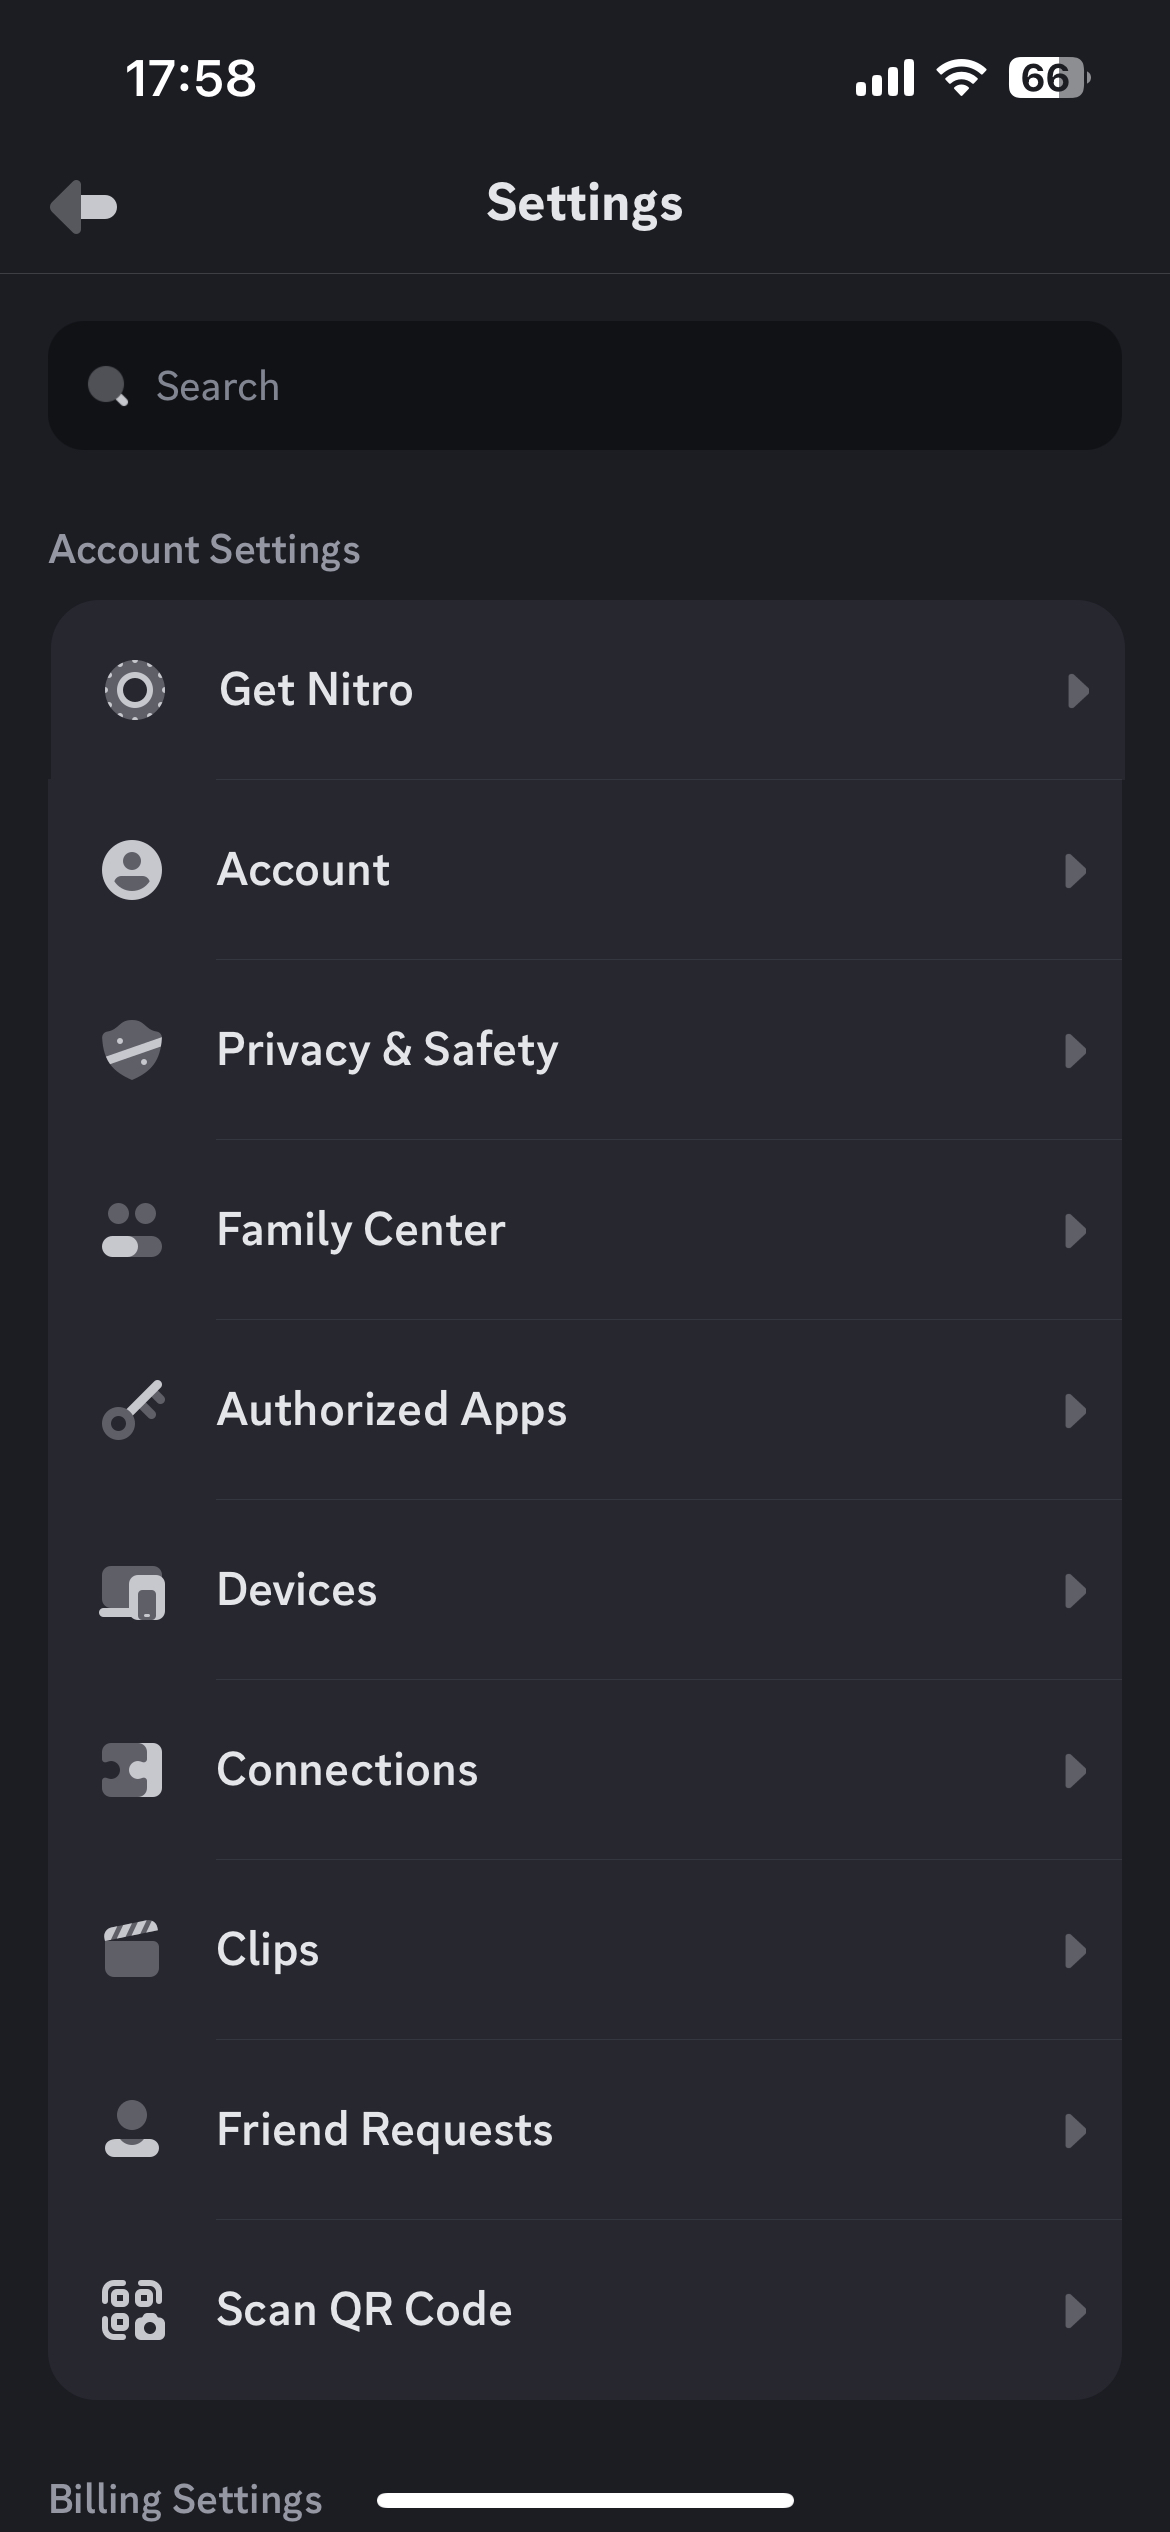 17:58
66
Settings
Search
Account Settings
Get Nitro
Account
Privacy & Safety
Family Center
Authorized Apps
Devices
Connections
Clips
Friend Requests
Scan QR Code
Billing Settings